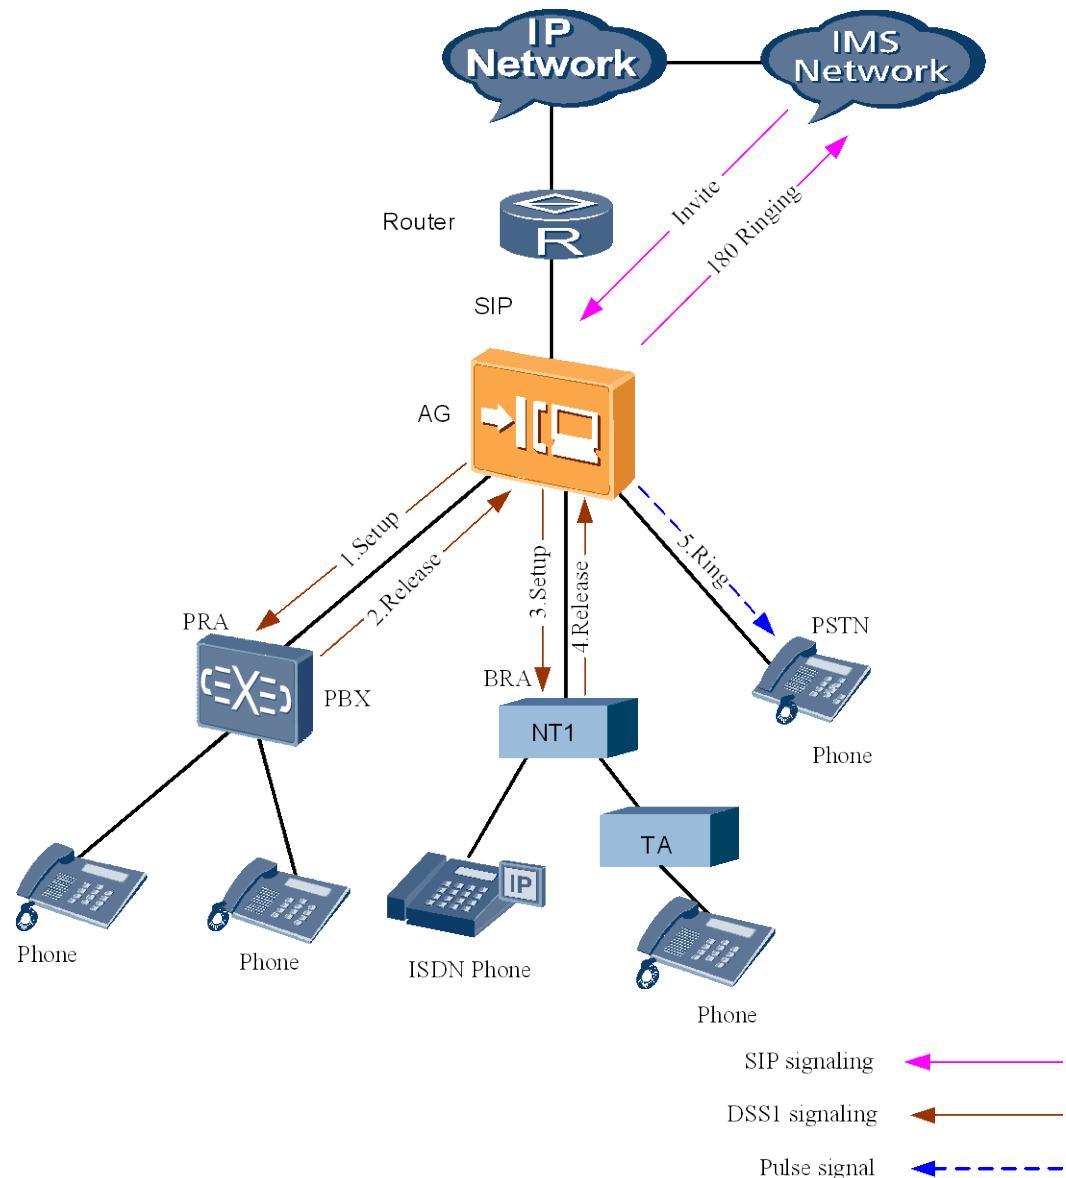 IP
Network
IMS
Network
Invite
180 Ringing
Router
R
SIP
AG
1.Setup
2.Release
3.Setup
4.Release
5.Ring
PRA
PBX
BRA
NT1
PSTN
Phone
TA
IP
Phone
Phone
ISDN Phone
Phone
SIP signaling
DSS1 signaling
Pulse signal